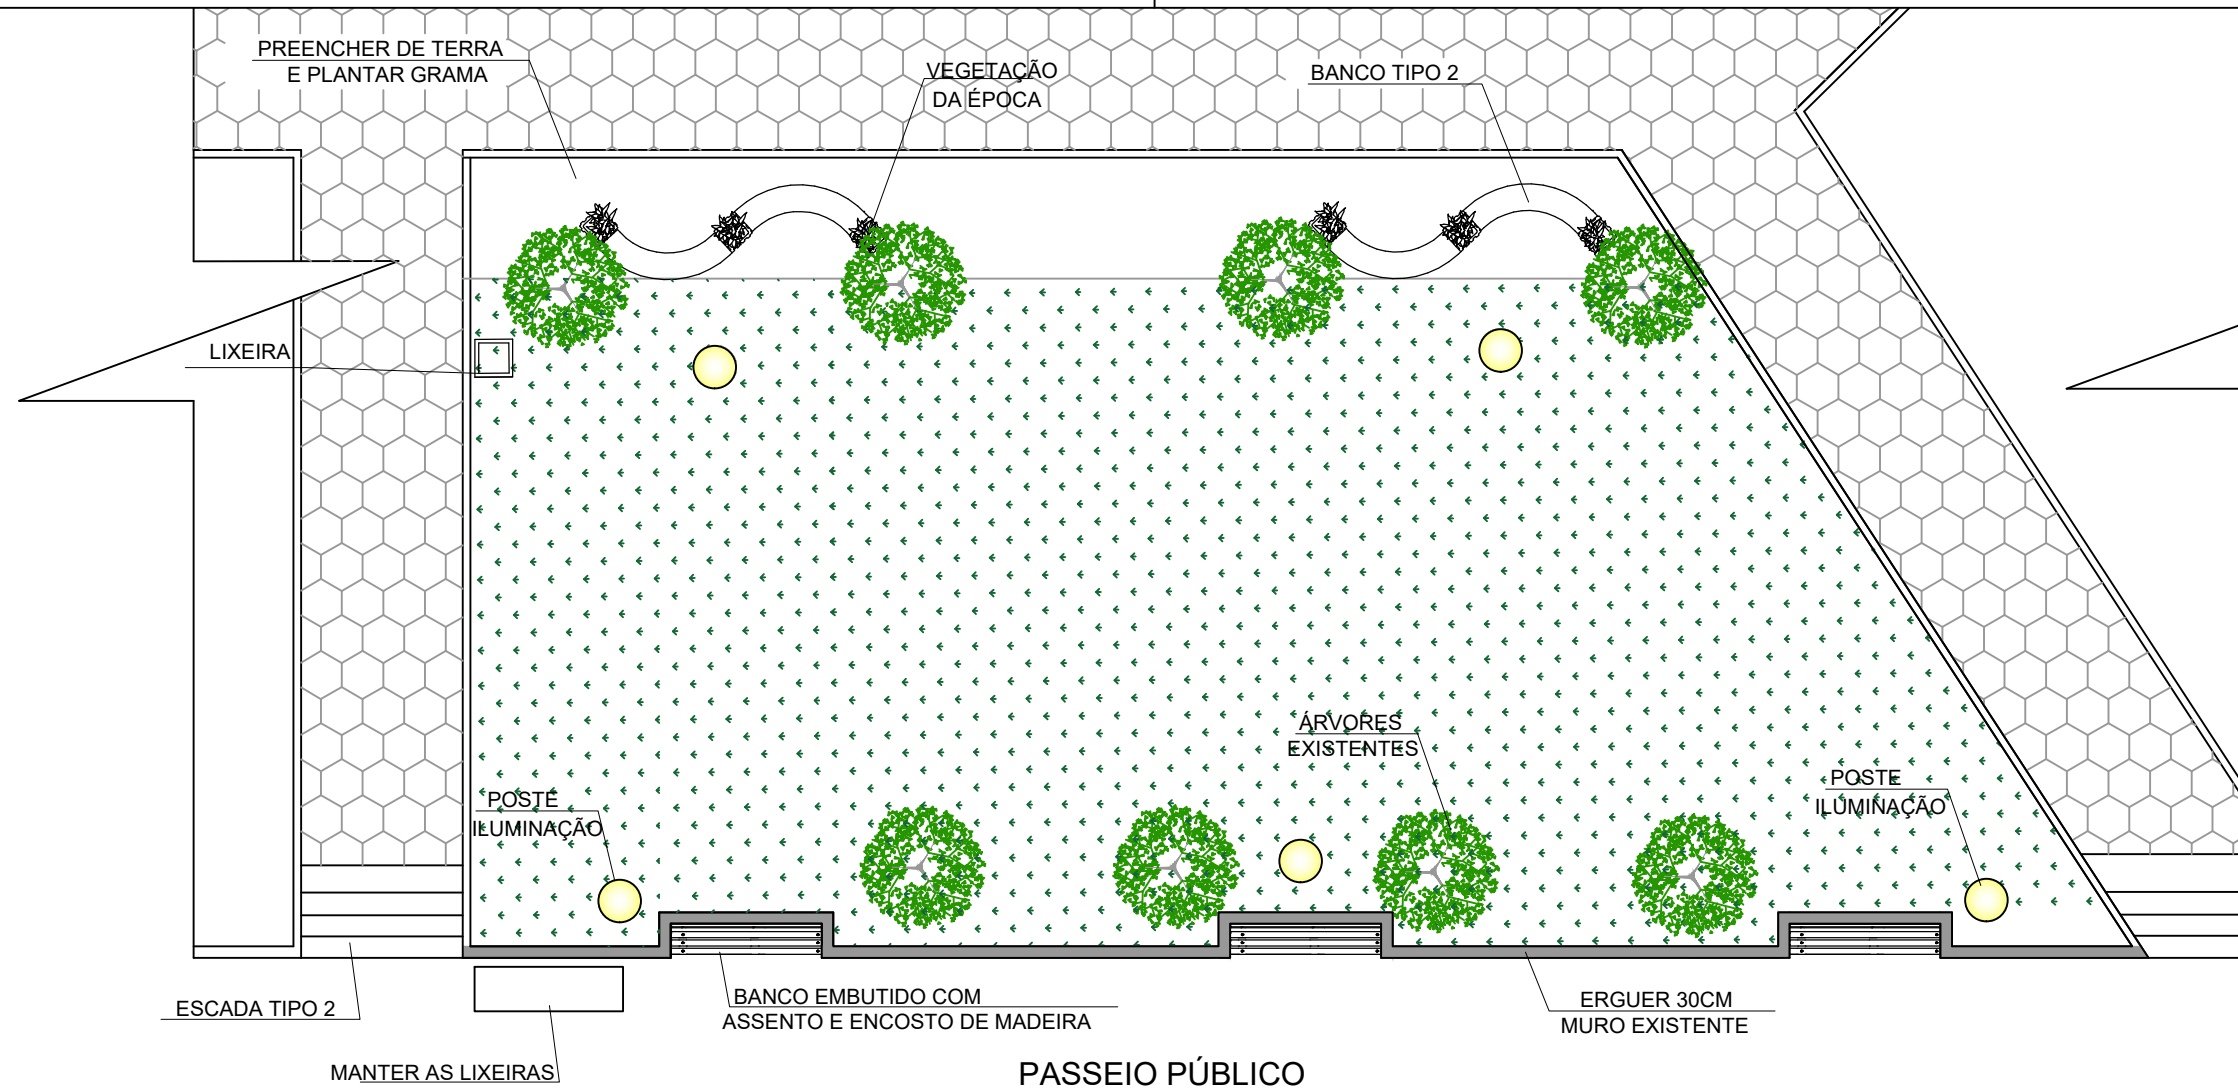 PREENCHER DE TERRA
E PLANTAR GRAMA
VEGETAÇÃO
DA ÉPOCA
BANCO TIPO 2
LIXEIRA
ÁRVORES
EXISTENTES
POSTE
ILUMINAÇÃO
POSTE
ILUMINAÇÃO
ESCADA TIPO 2
BANCO EMBUTIDO COM
ASSENTO E ENCOSTO DE MADEIRA
ERGUER 30CM
MURO EXISTENTE
MANTER AS LIXEIRAS
PASSEIO PÚBLICO